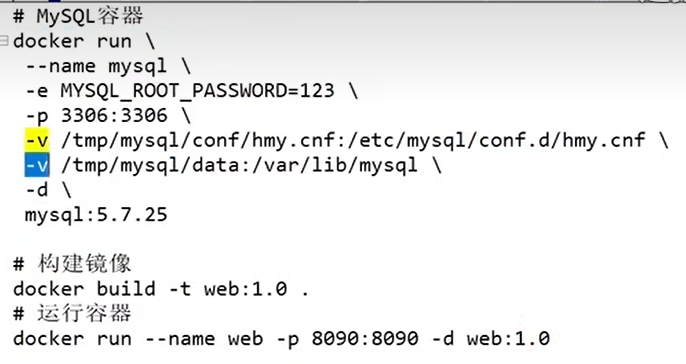 # MySQL容器
docker run \
--name mysql \
-e MYSQL_ROOT_PASSWORD=123 \
-p 3306:3306 \
-v /tmp/mysql/conf/hmy.cnf:/etc/mysql/conf.d/hmy.cnf \
-v /tmp/mysql/data:/var/lib/mysql \
-d \
mysql:5.7.25
# 构建镜像
docker build -t web:1.0 .
# 运行容器
docker run --name web -p 8090:8090 -d web:1.0